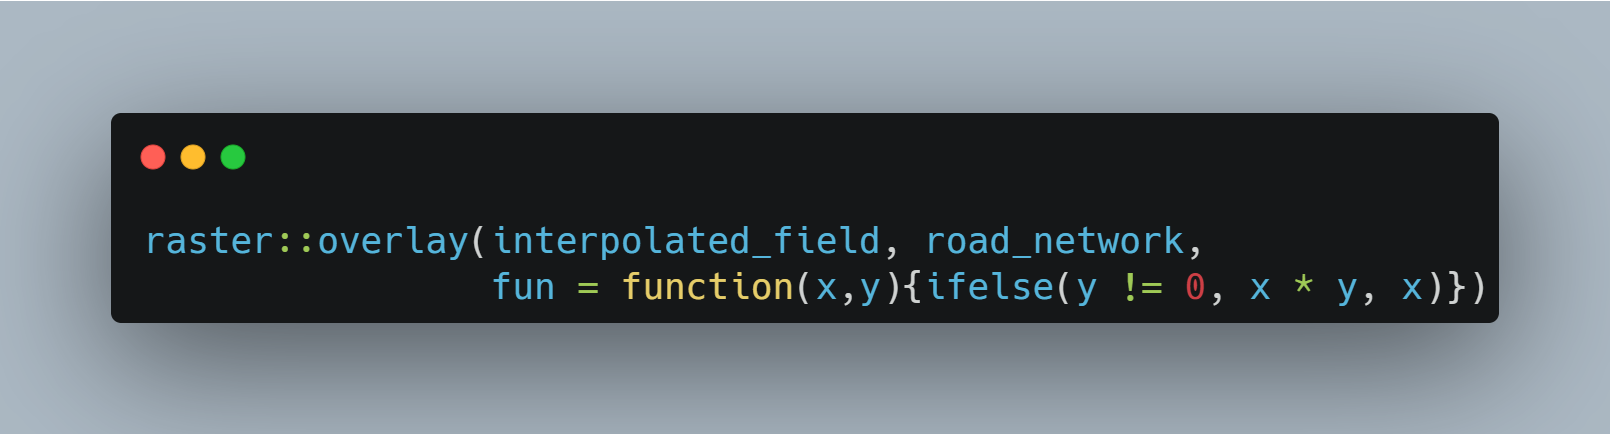 raster::overlay(interpolated_field, road_network,
                fun = function(x,y){ifelse(y != 0, x * y, x)})